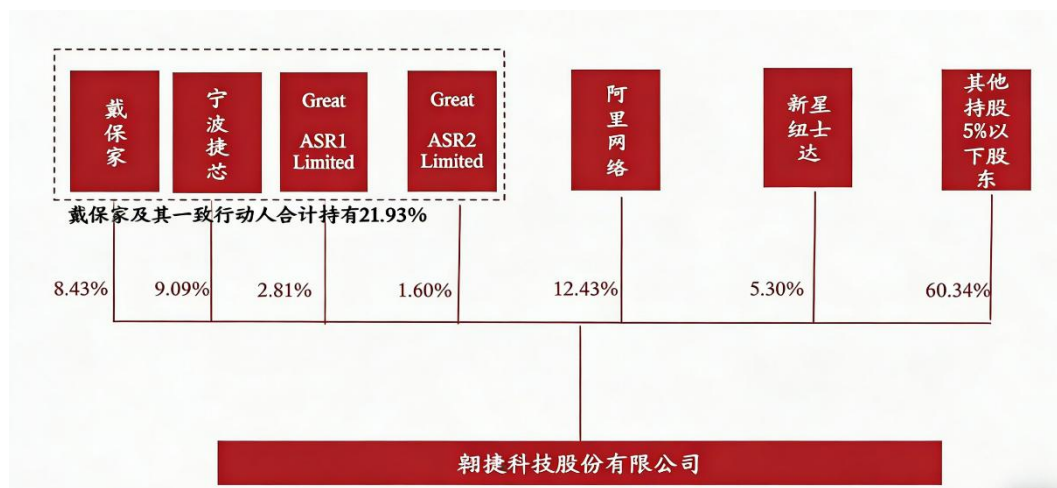 戴保家
宁波捷芯
Great
ASR1
Limited
Great
ASR2
Limited
阿里网络
新星
纽士
达
其他
持股
5%以
下股
东
戴保家及其一致行动人合计持有21.93%
8.43%
9.09%
2.81%
1.60%
12.43%
5.30%
60.34%
翱捷科技股份有限公司